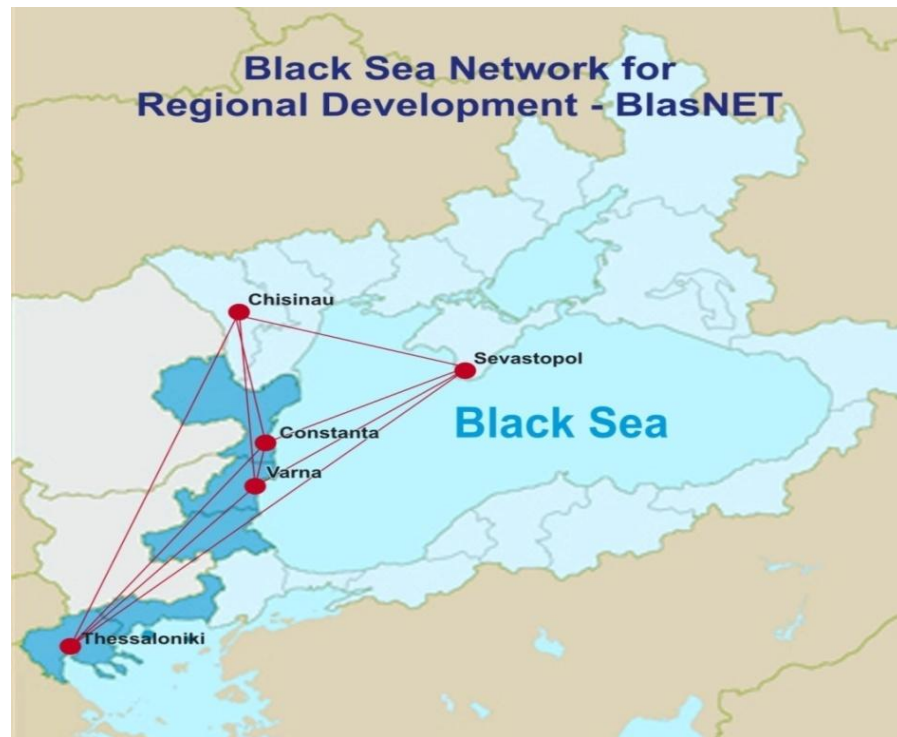 Black Sea Network for
Regional Development - BlasNET
Chisinau
Sevastopol
Black Sea
Constanta
Varna
Thessaloniki